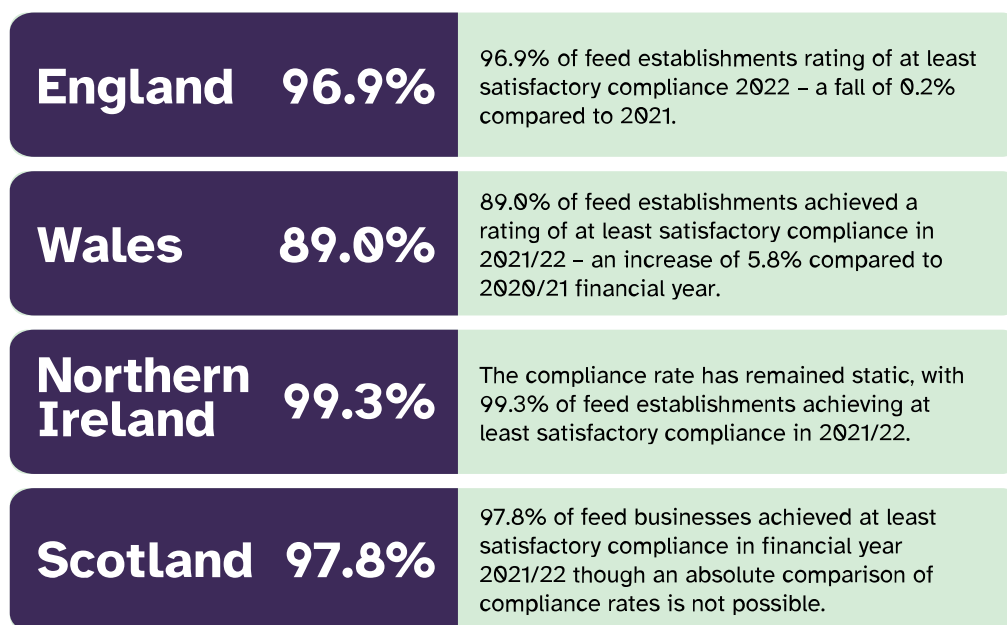 England 96.9%
96.9% of feed establishments rating of at least
satisfactory compliance 2022 – a fall of 0.2%
compared to 2021.
Wales 89.0%
89.0% of feed establishments achieved a
rating of at least satisfactory compliance in
2021/22 – an increase of 5.8% compared to
2020/21 financial year.
Northern
Ireland 99.3%
The compliance rate has remained static, with
99.3% of feed establishments achieving at
least satisfactory compliance in 2021/22.
Scotland 97.8%
97.8% of feed businesses achieved at least
satisfactory compliance in financial year
2021/22 though an absolute comparison of
compliance rates is not possible.